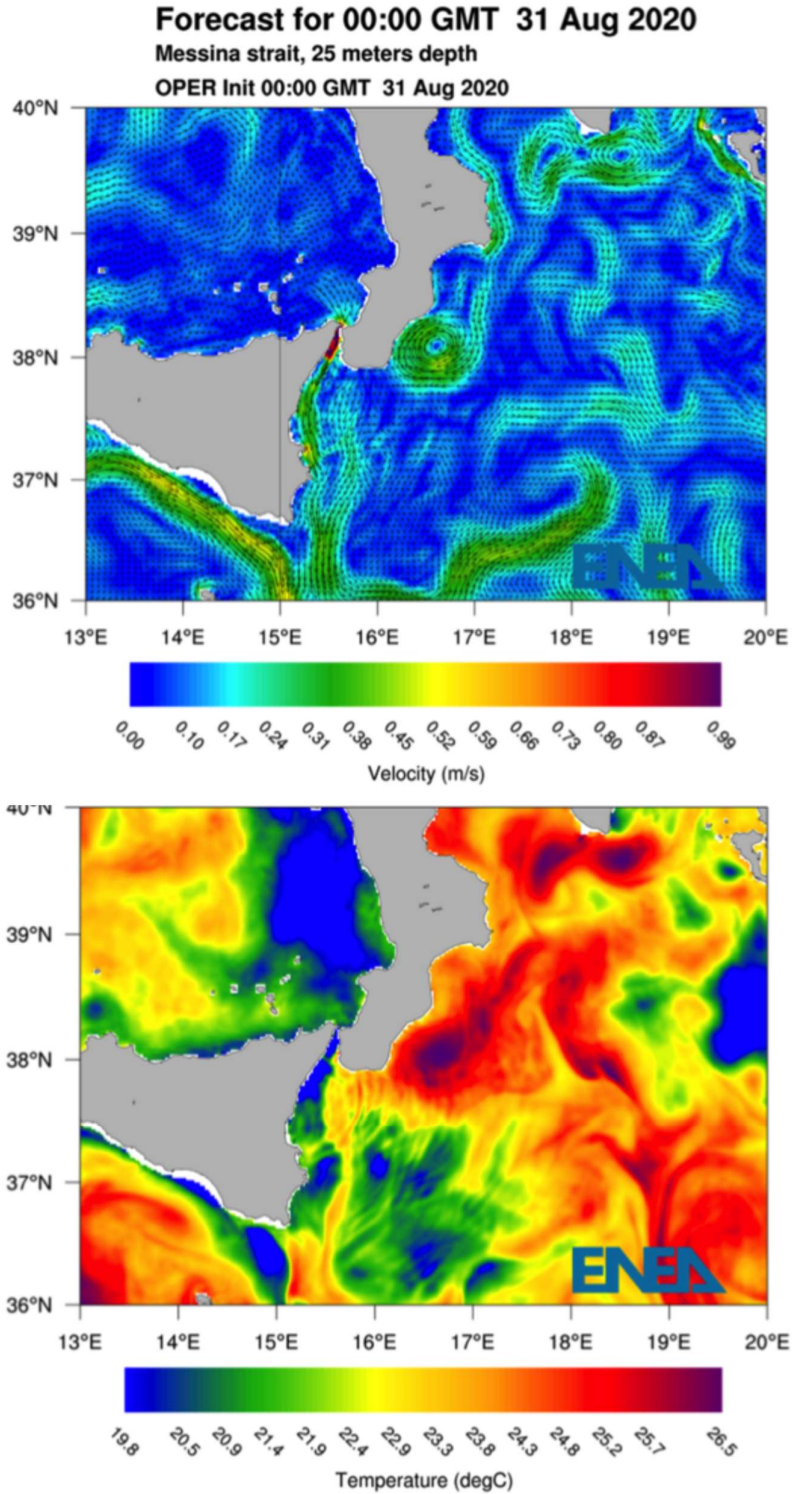 Forecast for 00:00 GMT 31 Aug 2020
Messina strait, 25 meters depth
OPER Init 00:00 GMT 31 Aug 2020
40°N
39°N
38°N
37°N
36°N
ENEA
13°E 14°E 15°E 16°E 17°E 18°E 19°E 20°E
0.00 0.10 0.17 0.24 0.31 0.38 0.45 0.52 0.59 0.66 0.73 0.80 0.87 0.99
Velocity (m/s)
40°N
39°N
38°N
37°N
36°N
ENEA
13°E 14°E 15°E 16°E 17°E 18°E 19°E 20°E
19.8 20.5 20.9 21.4 21.9 22.4 22.9 23.3 23.8 24.3 24.8 25.2 25.7 26.5
Temperature (degC)